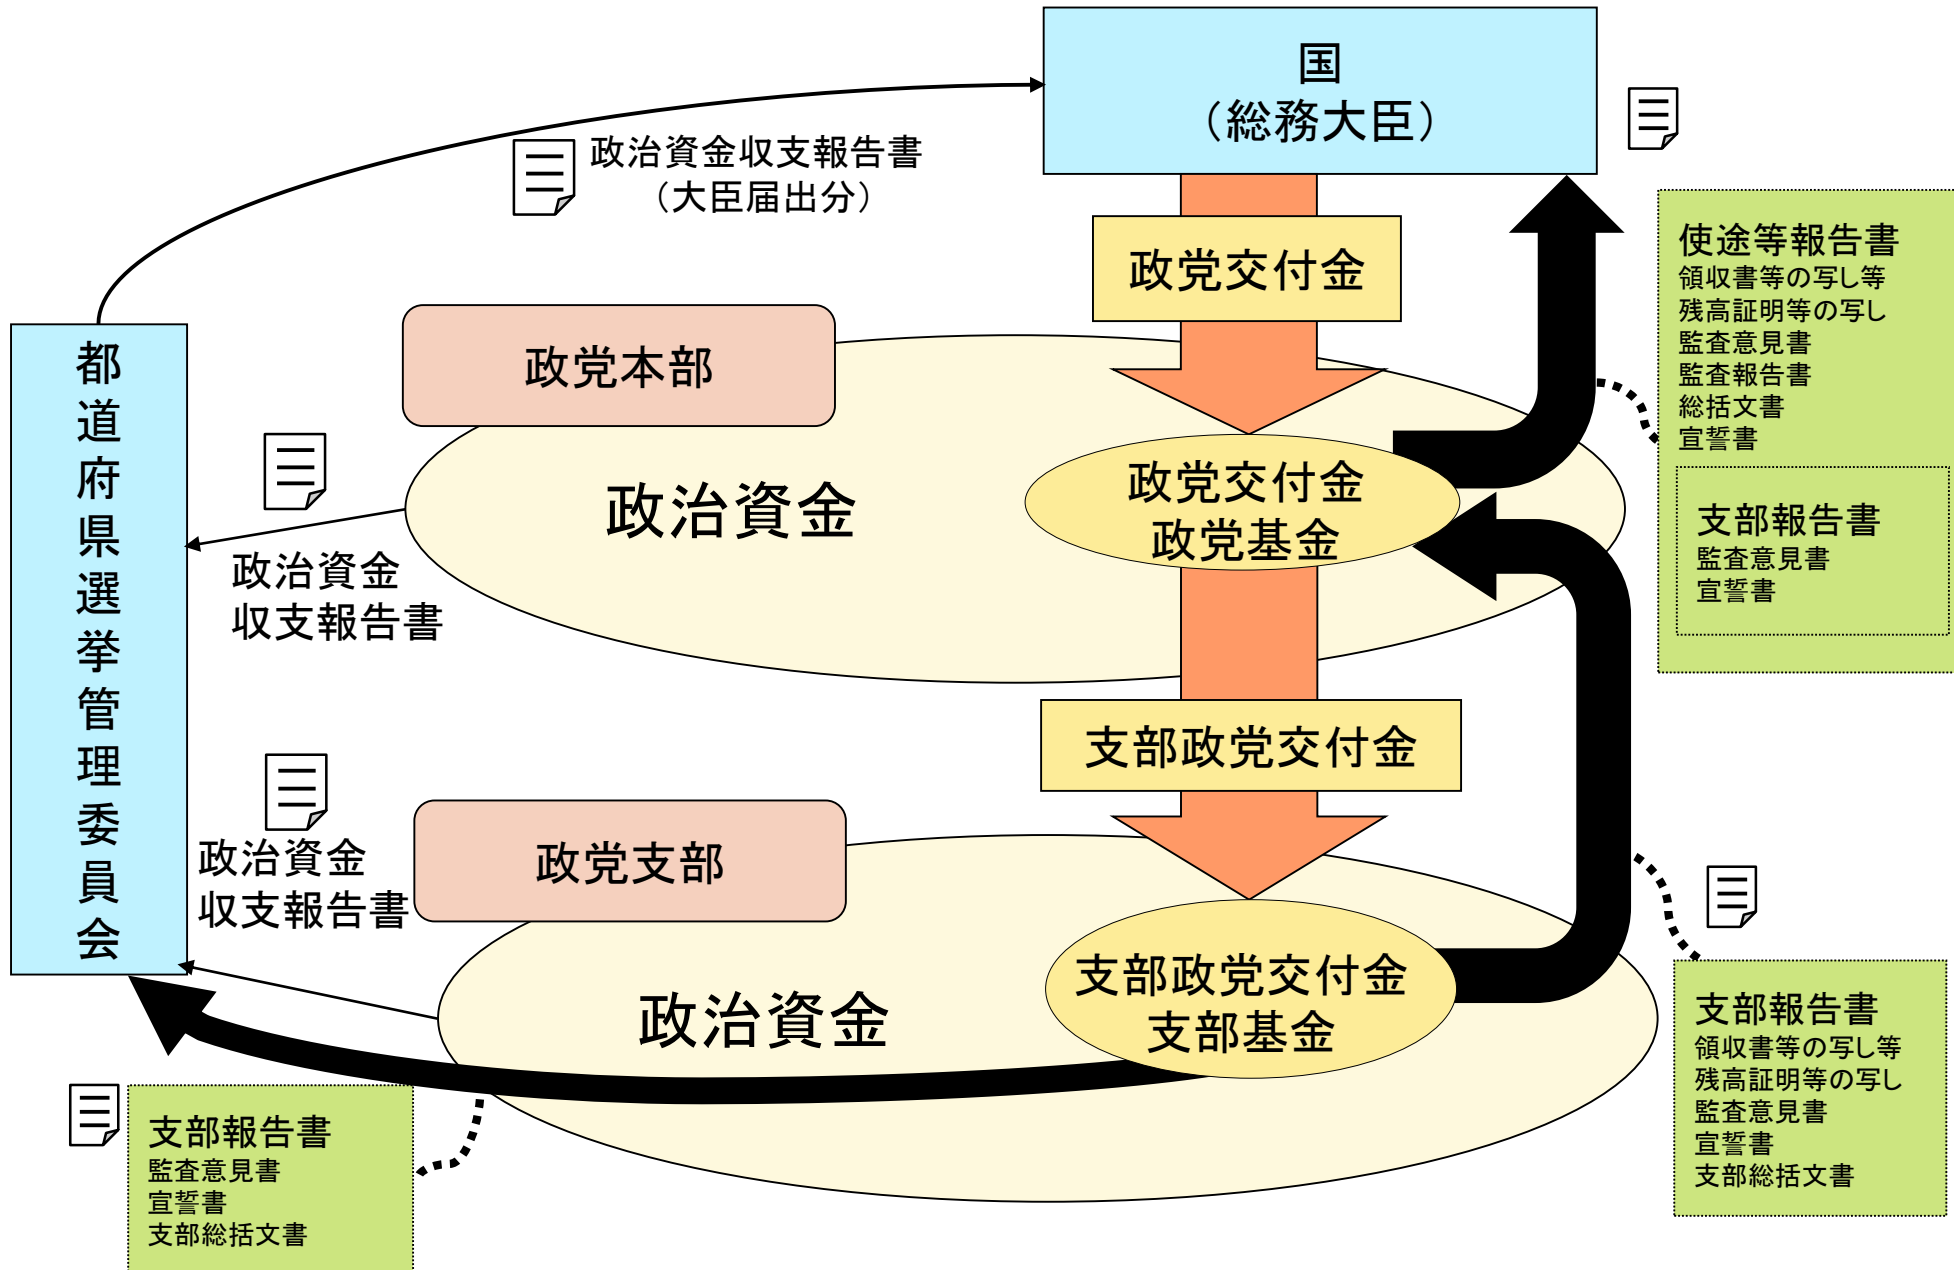 国
（総務大臣）
政治資金収支報告書
（大臣届出分）
政党交付金
使途等報告書
領収書等の写し等
残高証明等の写し
監査意見書
監査報告書
総括文書
宣誓書
支部報告書
監査意見書
宣誓書
都道府県選挙管理委員会
政党本部
政治資金
政党交付金
政党基金
政治資金
収支報告書
支部政党交付金
政党支部
政治資金
収支報告書
政治資金
支部政党交付金
支部基金
支部報告書
領収書等の写し等
残高証明等の写し
監査意見書
宣誓書
支部総括文書
支部報告書
監査意見書
宣誓書
支部総括文書